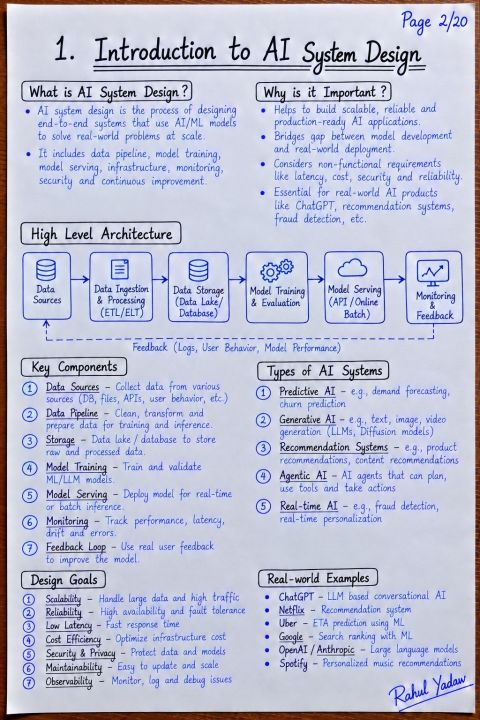 Page 2/20
1. Introduction to AI System Design
What is AI System Design?
• AI system design is the process of designing
end-to-end systems that use AI/ML models
to solve real-world problems at scale.
• It includes data pipeline, model training,
model serving, infrastructure, monitoring,
security and continuous improvement.
Why is it Important?
• Helps to build scalable, reliable and
production-ready AI applications.
• Bridges gap between model development
and real-world deployment.
• Considers non-functional requirements
like latency, cost, security and reliability.
• Essential for real-world AI products
like ChatGPT, recommendation systems,
fraud detection, etc.
High Level Architecture
Data
Sources
Data Ingestion
& Processing
(ETL/ELT)
Data Storage
(Data Lake/
Database)
Model Training
& Evaluation
Model Serving
(API / Online
Batch)
Monitoring
& Feedback
Feedback (Logs, User Behavior, Model Performance)
Key Components
1 Data Sources – Collect data from various
sources (DB, files, APIs, user behavior, etc.)
2 Data Pipeline – Clean, transform and
prepare data for training and inference.
3 Storage – Data lake / database to store
raw and processed data.
4 Model Training – Train and validate
ML/LLM models.
5 Model Serving – Deploy model for real-time
or batch inference.
6 Monitoring – Track performance, latency,
drift and errors.
7 Feedback Loop – Use real user feedback
to improve the model.
Types of AI Systems
1 Predictive AI – e.g., demand forecasting,
churn prediction
2 Generative AI – e.g., text, image, video
generation (LLMs, Diffusion models)
3 Recommendation Systems – e.g., product
recommendations, content recommendations
4 Agentic AI – AI agents that can plan,
use tools and take actions
5 Real-time AI – e.g., fraud detection,
real-time personalization
Design Goals
1 Scalability – Handle large data and high traffic
2 Reliability – High availability and fault tolerance
3 Low Latency – Fast response time
4 Cost Efficiency – Optimize infrastructure cost
5 Security & Privacy – Protect data and models
6 Maintainability – Easy to update and scale
7 Observability – Monitor, log and debug issues
Real-world Examples
• ChatGPT – LLM based conversational AI
• Netflix – Recommendation system
• Uber – ETA prediction using ML
• Google – Search ranking with ML
• OpenAI / Anthropic – Large language models
• Spotify – Personalized music recommendations
Rahul Yadav